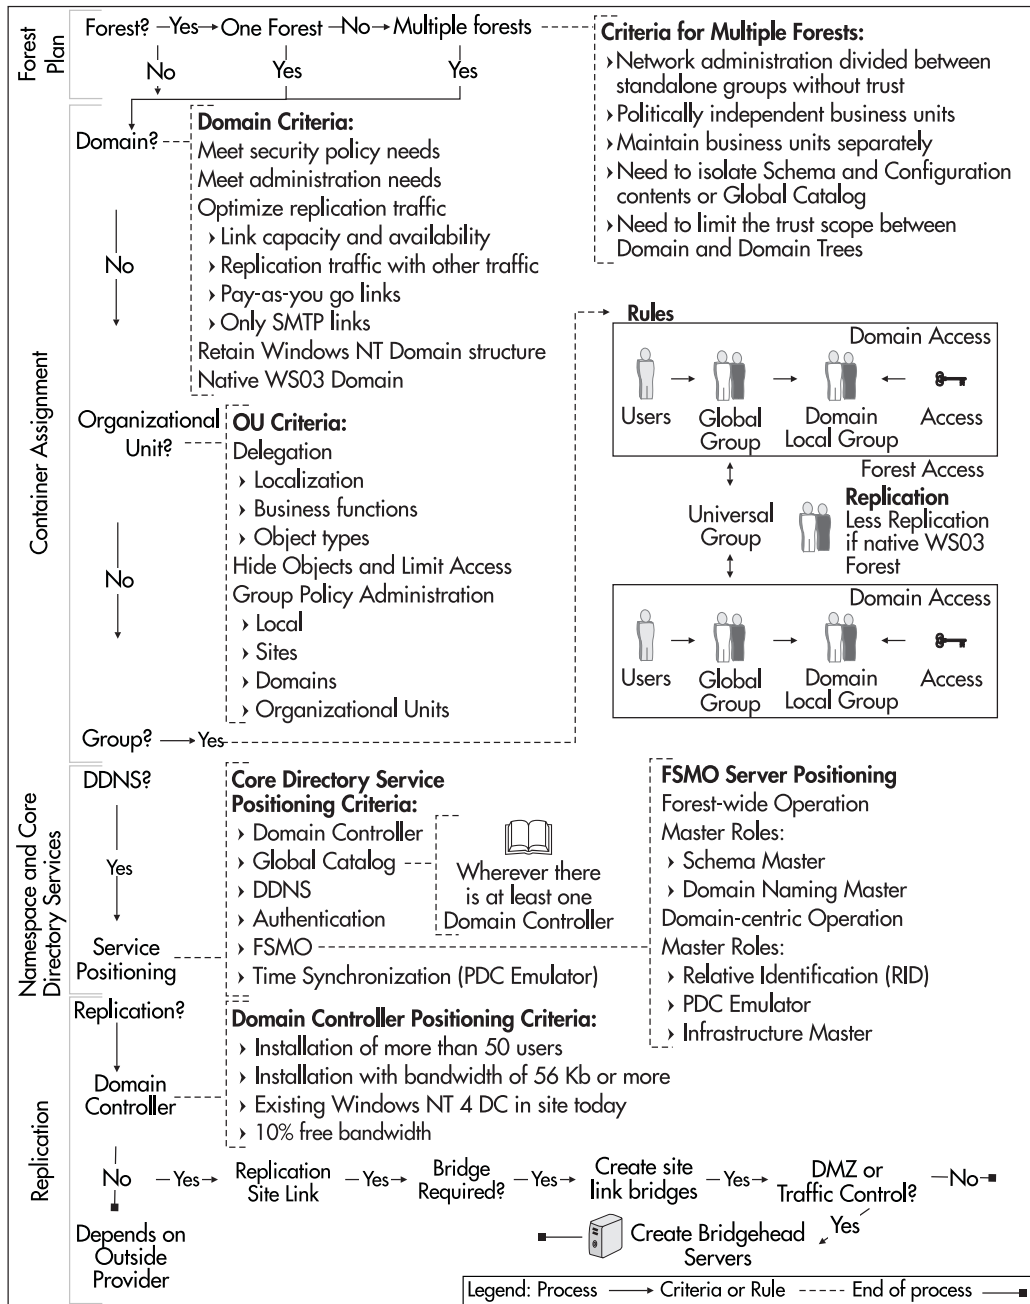 Forest Plan
Forest? Yes One Forest No Multiple forests
No Yes Yes
Criteria for Multiple Forests:
Network administration divided between
standalone groups without trust
Politically independent business units
Maintain business units separately
Need to isolate Schema and Configuration
contents or Global Catalog
Need to limit the trust scope between
Domain and Domain Trees
Container Assignment
Domain?
No
Domain Criteria:
Meet security policy needs
Meet administration needs
Optimize replication traffic
Link capacity and availability
Replication traffic with other traffic
Pay-as-you go links
Only SMTP links
Retain Windows NT Domain structure
Native WS03 Domain
Organizational
Unit?
No
OU Criteria:
Delegation
Localization
Business functions
Object types
Hide Objects and Limit Access
Group Policy Administration
Local
Sites
Domains
Organizational Units
Group? Yes
Rules
Domain Access
Users
Global
Group
Domain
Local Group
Access
Forest Access
Universal
Group
Replication
Less Replication
if native WS03
Forest
Domain Access
Users
Global
Group
Domain
Local Group
Access
Namespace and Core
Directory Services
DDNS?
Yes
Service
Positioning
Core Directory Service
Positioning Criteria:
Domain Controller
Global Catalog
DDNS
Authentication
FSMO
Time Synchronization (PDC Emulator)
Wherever there
is at least one
Domain Controller
FSMO Server Positioning
Forest-wide Operation
Master Roles:
Schema Master
Domain Naming Master
Domain-centric Operation
Master Roles:
Relative Identification (RID)
PDC Emulator
Infrastructure Master
Replication
Replication?
Domain
Controller
Domain Controller Positioning Criteria:
Installation of more than 50 users
Installation with bandwidth of 56 Kb or more
Existing Windows NT 4 DC in site today
10% free bandwidth
No
Yes
Replication
Site Link
Yes
Bridge
Required?
Yes
Create site
link bridges
Yes
DMZ or
Traffic Control?
No
Yes
Create Bridgehead
Servers
Depends on
Outside
Provider
Legend: Process Criteria or Rule End of process